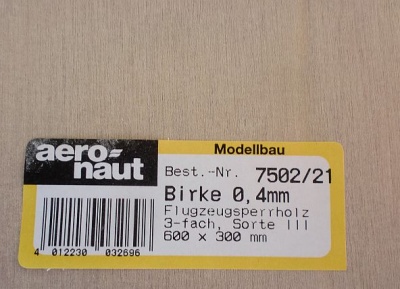 aero-
naut
Modellbau
Best.-Nr. 7502/21
Birke 0,4mm
Flugzeugsperrholz
3-fach, Sorte III
600 x 300 mm
4 012230 032696